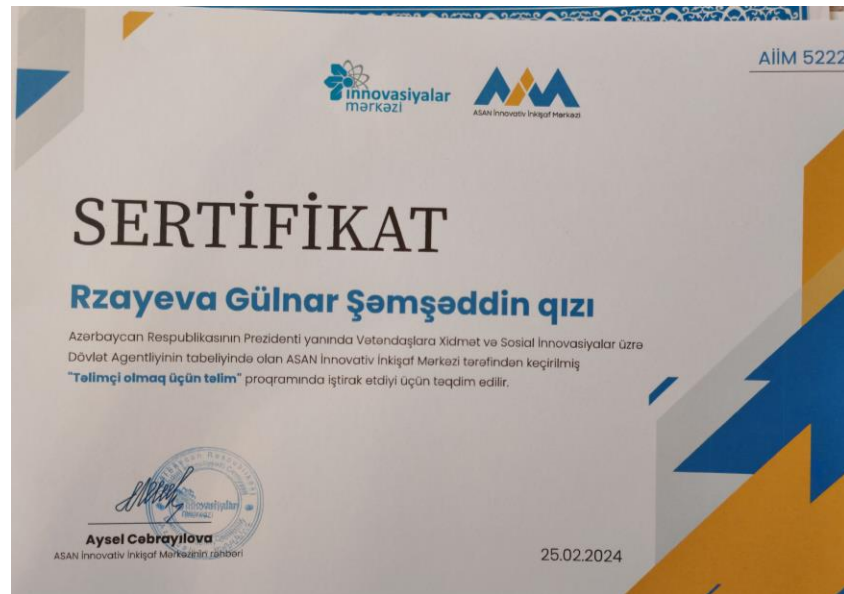 AİİM 5222
innovasiyalar
mərkəzi
ASAN İnnovativ İnkişaf Mərkəzi
SERTİFİKAT
Rzayeva Gülnar Şəmşəddin qızı
Azərbaycan Respublikasının Prezidenti yanında Vətəndaşlara Xidmət və Sosial İnnovasiyalar üzrə
Dövlət Agentliyinin tabeliyində olan ASAN İnnovativ İnkişaf Mərkəzi tərəfindən keçirilmiş
"Təlimçi olmaq üçün təlim" proqramında iştirak etdiyi üçün təqdim edilir.
innovasiyalar
mərkəzi
Aysel Cəbrayılova
ASAN İnnovativ İnkişaf Mərkəzinin rəhbəri
25.02.2024